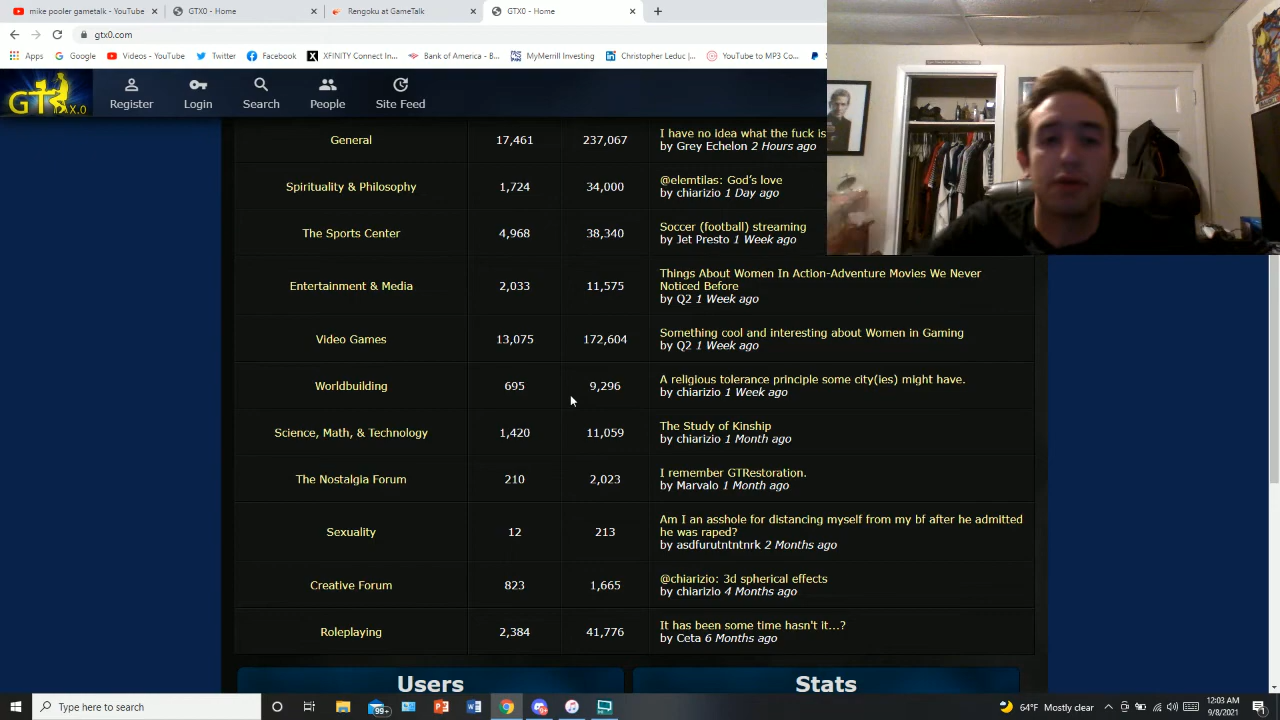 mike pooler gametalk - YouTube
GTX0 - Home
Rengoku at GameTalk
GTX0 - Home
gtx0.com
Apps
Google
Videos - YouTube
Twitter
Facebook
XFINITY Connect In...
Bank of America - B...
MyMerrill Investing
Christopher Leduc |...
YouTube to MP3 Co...
GTX0
Register
Login
Search
People
Site Feed
General 17,461 237,067 I have no idea what the fuck is
by Grey Echelon 2 Hours ago
Spirituality & Philosophy 1,724 34,000 @elemtilas: God's love
by chiarizio 1 Day ago
The Sports Center 4,968 38,340 Soccer (football) streaming
by Jet Presto 1 Week ago
Entertainment & Media 2,033 11,575 Things About Women In Action-Adventure Movies We Never
Noticed Before
by Q2 1 Week ago
Video Games 13,075 172,604 Something cool and interesting about Women in Gaming
by Q2 1 Week ago
Worldbuilding 695 9,296 A religious tolerance principle some city(ies) might have.
by chiarizio 1 Week ago
Science, Math, & Technology 1,420 11,059 The Study of Kinship
by chiarizio 1 Month ago
The Nostalgia Forum 210 2,023 I remember GTRestoration.
by Marvalo 1 Month ago
Sexuality 12 213 Am I an asshole for distancing myself from my bf after he admitted
he was raped?
by asdfurutntntnrk 2 Months ago
Creative Forum 823 1,665 @chiarizio: 3d spherical effects
by chiarizio 4 Months ago
Roleplaying 2,384 41,776 It has been some time hasn't it...?
by Ceta 6 Months ago
Users
Stats
Type here to search
99+
64°F Mostly clear
12:03 AM
9/8/2021